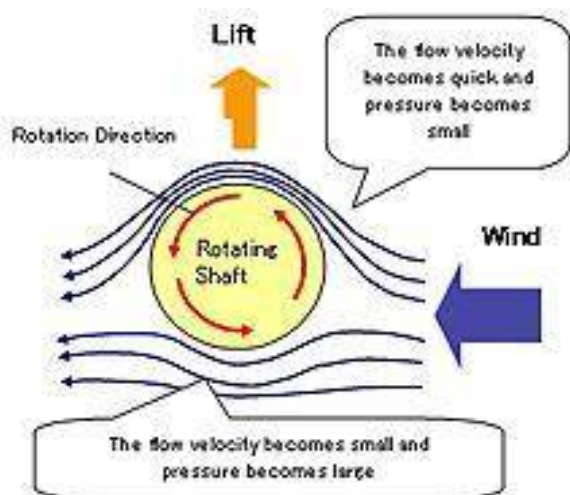 Lift
The flow velocity
becomes quick and
pressure becomes
small
Rotation Direction
Rotating
Shaft
Wind
The flow velocity becomes small and
pressure becomes large